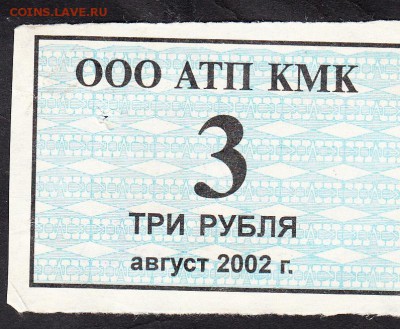 COINS.LAVE.RU
ООО АТП КМК
3
ТРИ РУБЛЯ
август 2002 г.